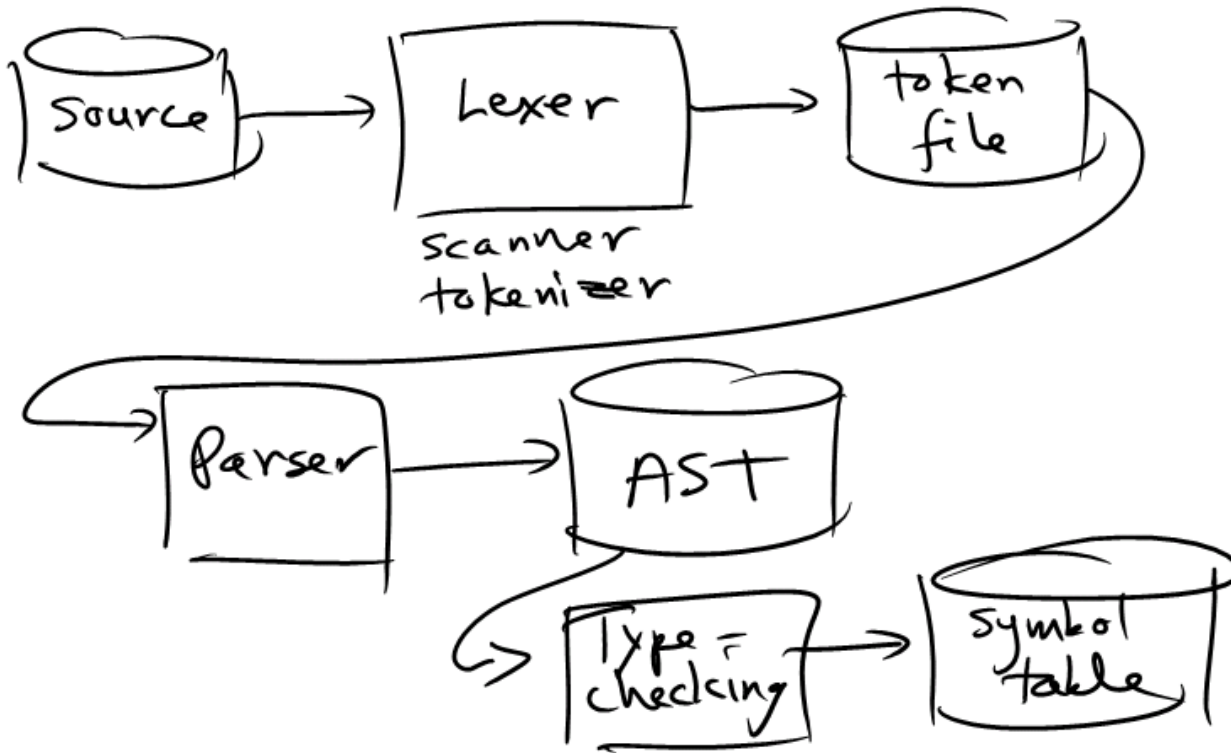 Source
Lexer
token
file
scanner
tokenizer
Parser
AST
Type-
checking
symbol
table